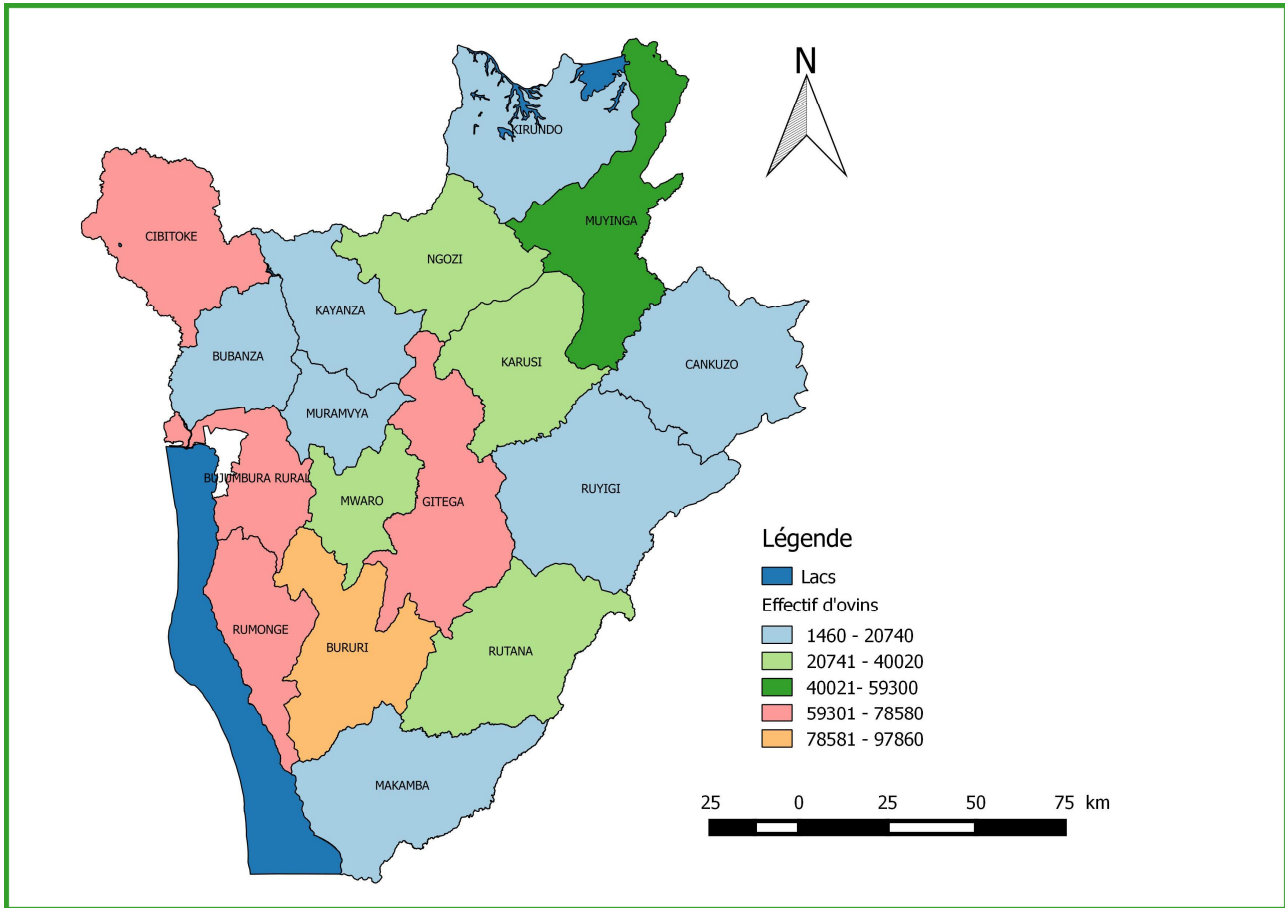 N
KIRUNDO
MUYINGA
CIBITOKE
NGOZI
KAYANZA
BUBANZA
KARUSI
CANKUZO
MURAMVYA
BUJUMBURA RURAL
MWARO
GITEGA
RUYIGI
RUMONGE
BURURI
RUTANA
MAKAMBA
Légende
Lacs
Effectif d'ovins
1460 - 20740
20741 - 40020
40021- 59300
59301 - 78580
78581 - 97860
25 0 25 50 75 km